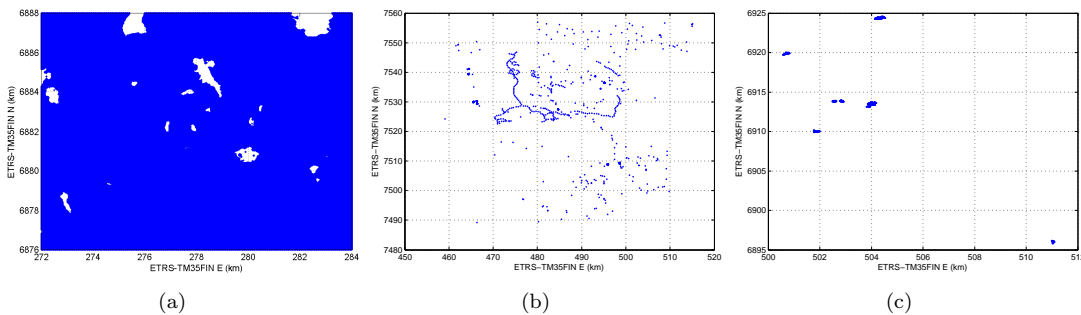 6888
6886
6884
6882
6880
6878
6876
272 274 276 278 280 282 284
ETRS-TM35FIN N (km)
ETRS-TM35FIN E (km)
(a)
7560
7550
7540
7530
7520
7510
7500
7490
7480
450 460 470 480 490 500 510 520
ETRS−TM35FIN N (km)
ETRS−TM35FIN E (km)
(b)
6925
6920
6915
6910
6905
6900
6895
500 502 504 506 508 510
ETRS−TM35FIN N (km)
ETRS−TM35FIN E (km)
(c)